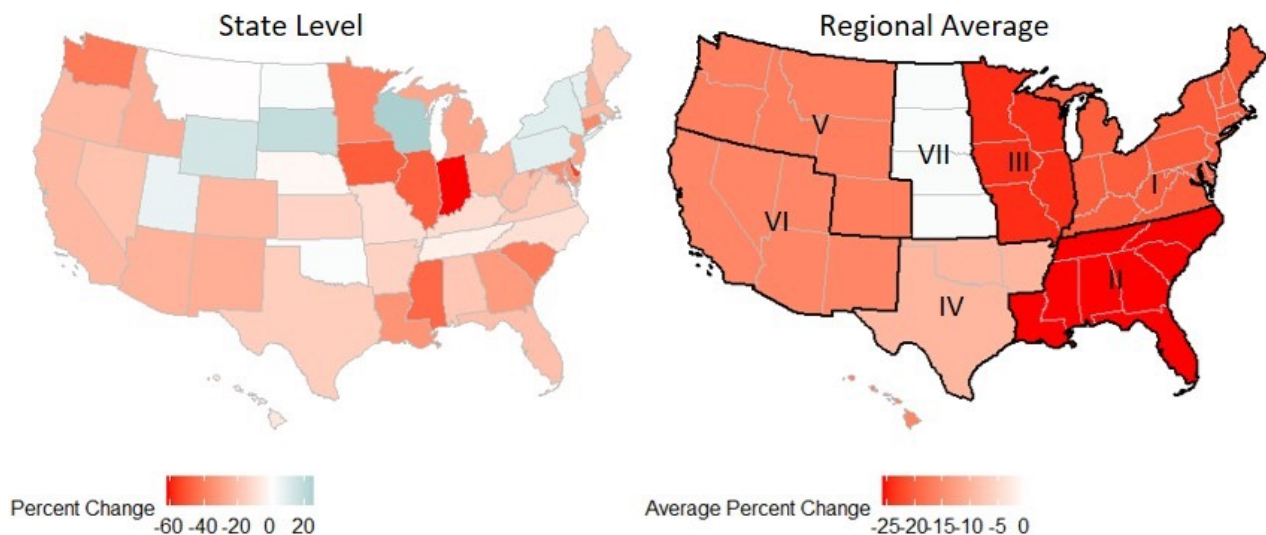 State Level
Regional Average
V
VII
III
I
VI
II
IV
Percent Change
-60 -40 -20 0 20
Average Percent Change
-25 -20 -15 -10 -5 0